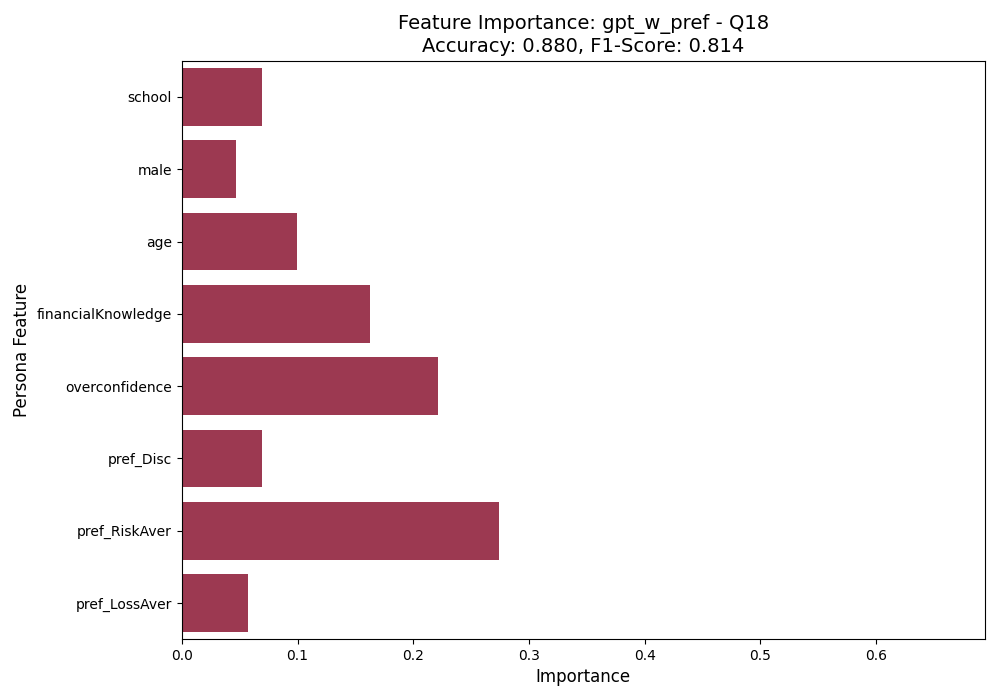 Feature Importance: gpt_w_pref - Q18
Accuracy: 0.880, F1-Score: 0.814
Persona Feature
school
male
age
financialKnowledge
overconfidence
pref_Disc
pref_RiskAver
pref_LossAver
0.0 0.1 0.2 0.3 0.4 0.5 0.6
Importance